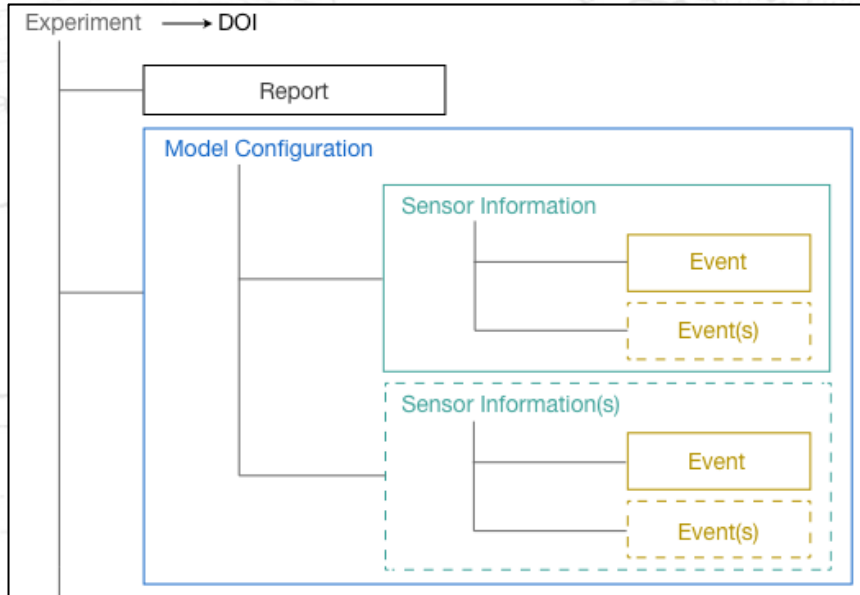 Experiment → DOI
Report
Model Configuration
Sensor Information
Event
Event(s)
Sensor Information(s)
Event
Event(s)